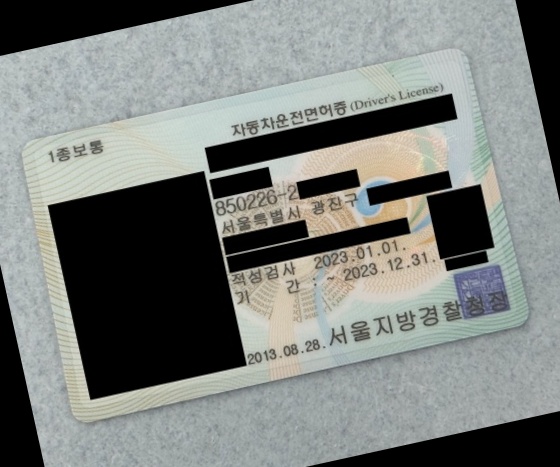 1종보통
자동차운전면허증 (Driver's License)
850226-2
서울특별시 광진구
적성검사 2023.01.01.
기 간 : ~ 2023.12.31.
2013.08.28. 서울지방경찰청장